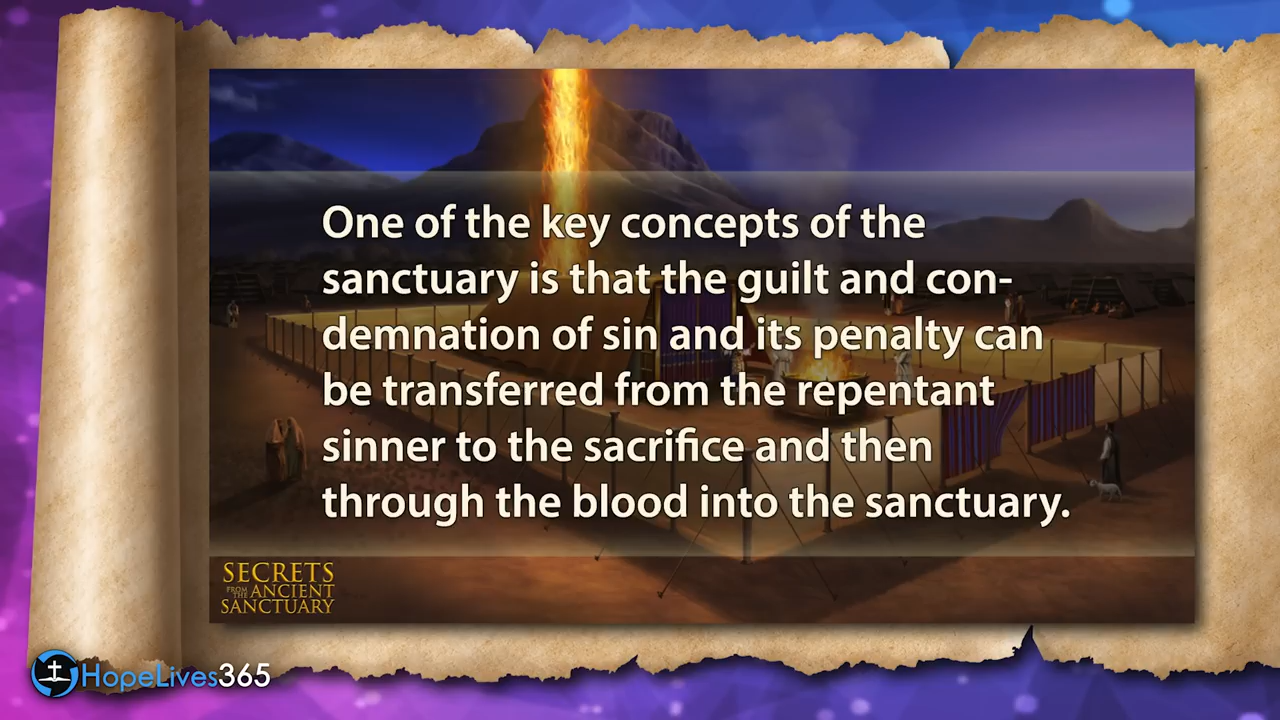 One of the key concepts of the
sanctuary is that the guilt and con-
demnation of sin and its penalty can
be transferred from the repentant
sinner to the sacrifice and then
through the blood into the sanctuary.
SECRETS
FROM THE ANCIENT
SANCTUARY
HopeLives365